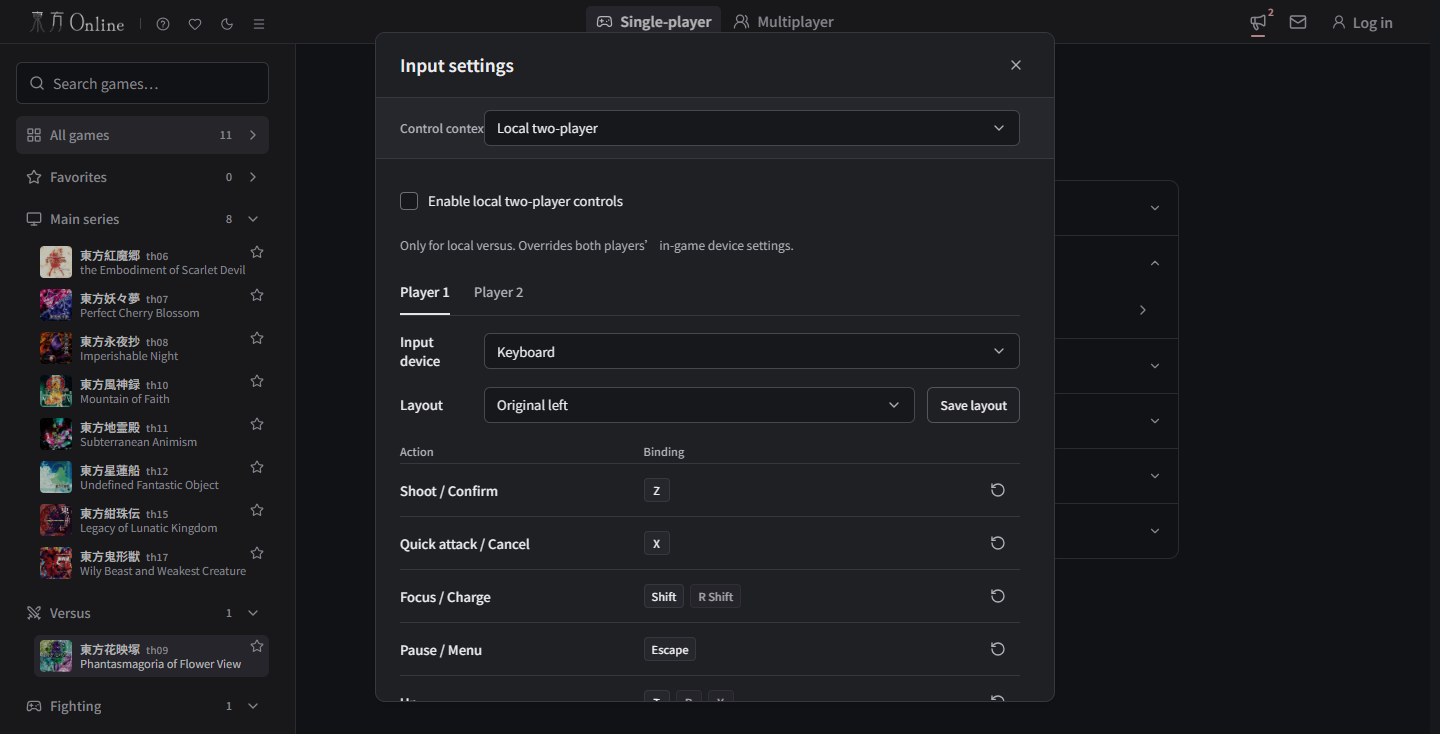 東方Online
Single-player
Multiplayer
2
Log in
Input settings
Search games…
Control contex
Local two-player
All games 11
Favorites 0
Main series 8
東方紅魔郷 th06
the Embodiment of Scarlet Devil
東方妖々夢 th07
Perfect Cherry Blossom
東方永夜抄 th08
Imperishable Night
東方風神録 th10
Mountain of Faith
東方地霊殿 th11
Subterranean Animism
東方星蓮船 th12
Undefined Fantastic Object
東方紺珠伝 th15
Legacy of Lunatic Kingdom
東方鬼形獣 th17
Wily Beast and Weakest Creature
Versus 1
東方花映塚 th09
Phantasmagoria of Flower View
Fighting 1
Enable local two-player controls
Only for local versus. Overrides both players’ in-game device settings.
Player 1 Player 2
Input
device
Keyboard
Layout
Original left
Save layout
Action Binding
Shoot / Confirm Z
Quick attack / Cancel X
Focus / Charge Shift R Shift
Pause / Menu Escape